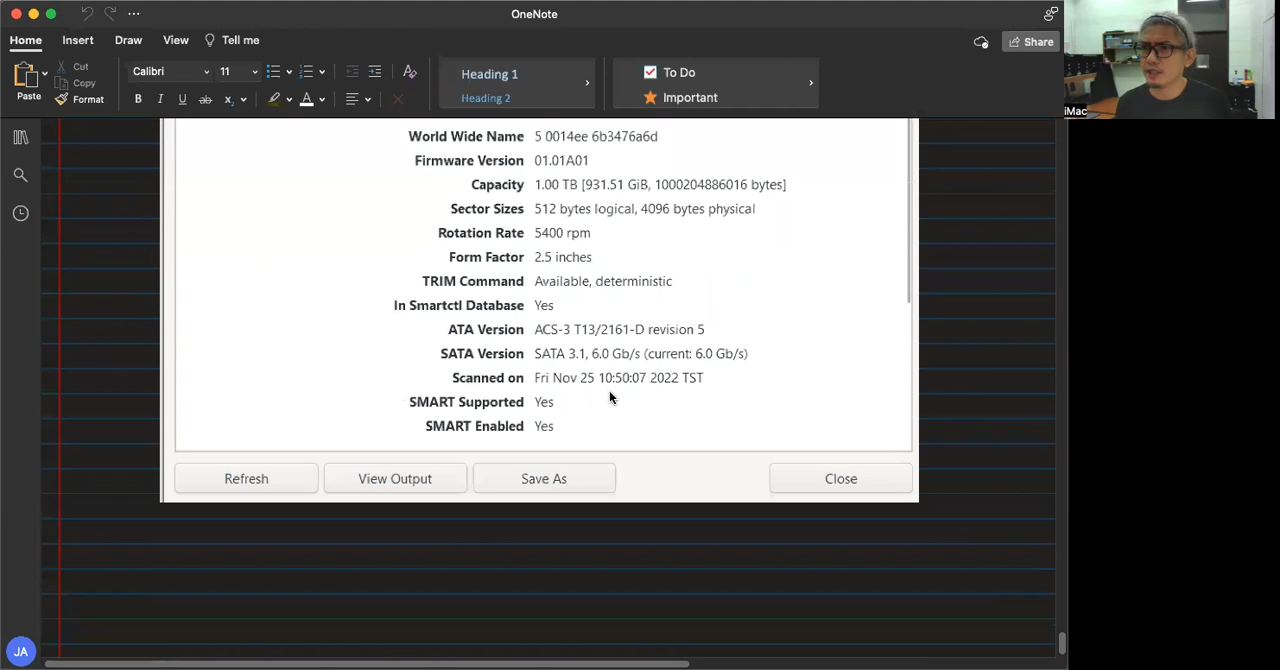 OneNote
Home Insert Draw View Tell me
Share
Paste
Cut
Copy
Format
Calibri 11
B I U ab x A
Heading 1
Heading 2
To Do
Important
iMac
World Wide Name 5 0014ee 6b3476a6d
Firmware Version 01.01A01
Capacity 1.00 TB [931.51 GiB, 1000204886016 bytes]
Sector Sizes 512 bytes logical, 4096 bytes physical
Rotation Rate 5400 rpm
Form Factor 2.5 inches
TRIM Command Available, deterministic
In Smartctl Database Yes
ATA Version ACS-3 T13/2161-D revision 5
SATA Version SATA 3.1, 6.0 Gb/s (current: 6.0 Gb/s)
Scanned on Fri Nov 25 10:50:07 2022 TST
SMART Supported Yes
SMART Enabled Yes
Refresh View Output Save As Close
JA